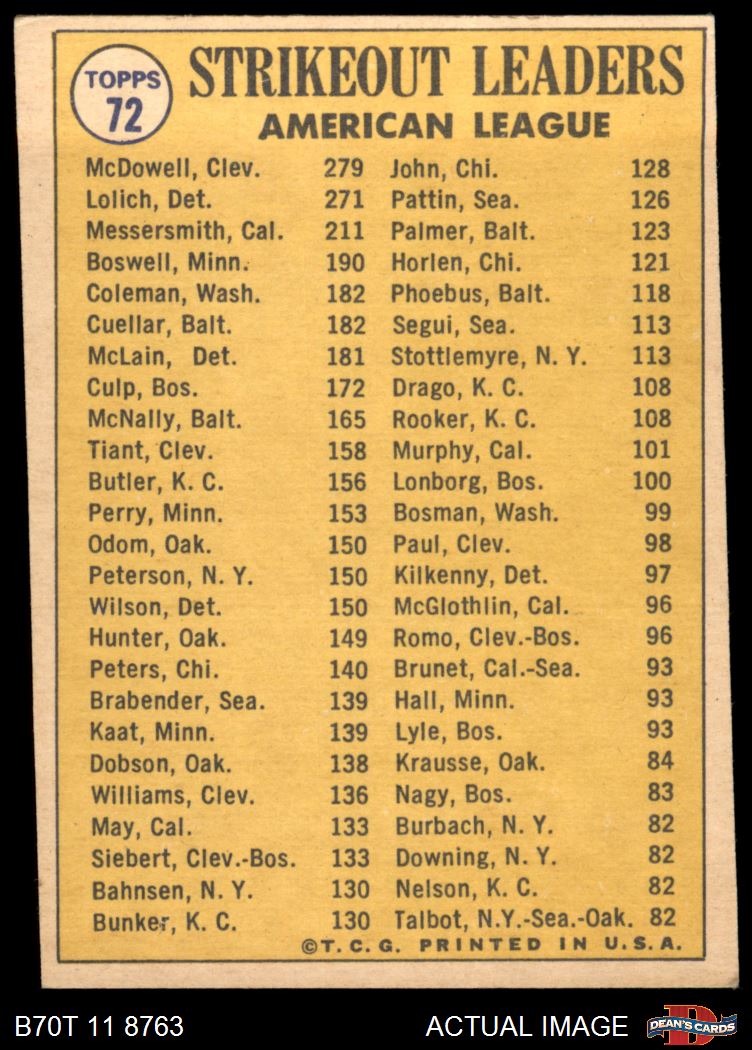 TOPPS
72
STRIKEOUT LEADERS
AMERICAN LEAGUE
McDowell, Clev. 279
Lolich, Det. 271
Messersmith, Cal. 211
Boswell, Minn. 190
Coleman, Wash. 182
Cuellar, Balt. 182
McLain, Det. 181
Culp, Bos. 172
McNally, Balt. 165
Tiant, Clev. 158
Butler, K. C. 156
Perry, Minn. 153
Odom, Oak. 150
Peterson, N. Y. 150
Wilson, Det. 150
Hunter, Oak. 149
Peters, Chi. 140
Brabender, Sea. 139
Kaat, Minn. 139
Dobson, Oak. 138
Williams, Clev. 136
May, Cal. 133
Siebert, Clev.-Bos. 133
Bahnsen, N. Y. 130
Bunker, K. C. 130
John, Chi. 128
Pattin, Sea. 126
Palmer, Balt. 123
Horlen, Chi. 121
Phoebus, Balt. 118
Segui, Sea. 113
Stottlemyre, N. Y. 113
Drago, K. C. 108
Rooker, K. C. 108
Murphy, Cal. 101
Lonborg, Bos. 100
Bosman, Wash. 99
Paul, Clev. 98
Kilkenny, Det. 97
McGlothlin, Cal. 96
Romo, Clev.-Bos. 96
Brunet, Cal.-Sea. 93
Hall, Minn. 93
Lyle, Bos. 93
Krausse, Oak. 84
Nagy, Bos. 83
Burbach, N. Y. 82
Downing, N. Y. 82
Nelson, K. C. 82
Talbot, N.Y.-Sea.-Oak. 82
©T. C. G. PRINTED IN U. S. A.
B70T 11 8763
ACTUAL IMAGE
D
DEAN'S CARDS